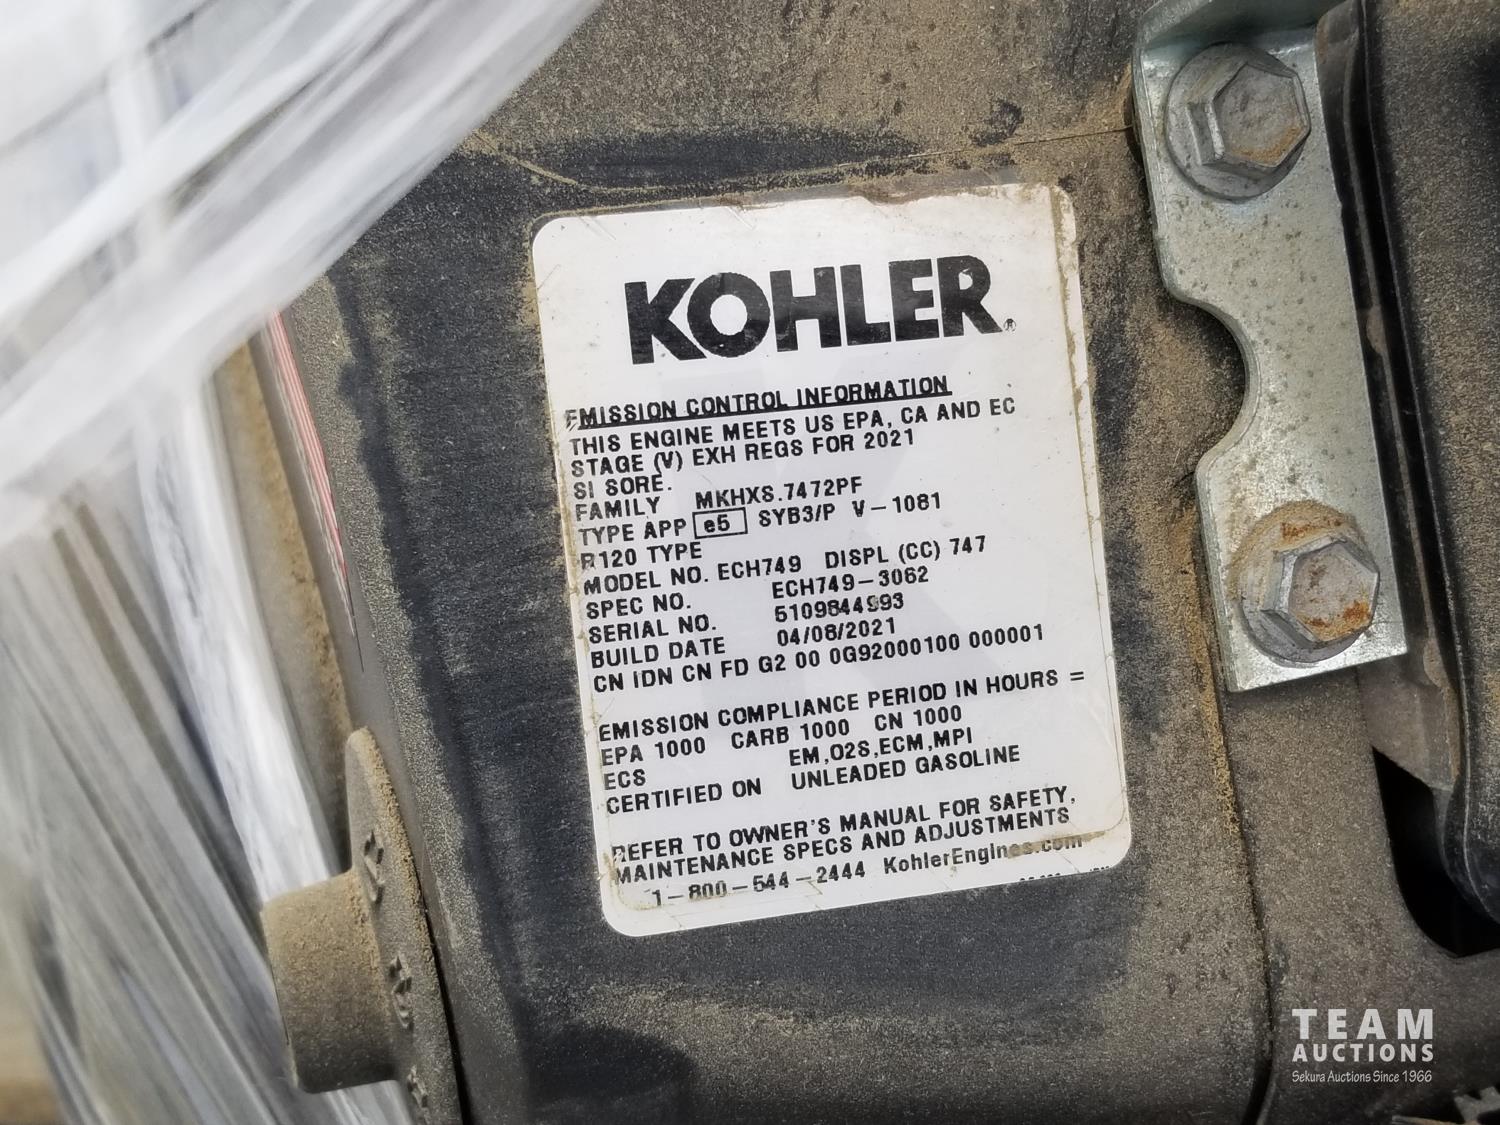 KOHLER®
EMISSION CONTROL INFORMATION
THIS ENGINE MEETS US EPA, CA AND EC
STAGE (V) EXH REGS FOR 2021
SI SORE.
FAMILY MKHXS.7472PF
TYPE APP e5 SYB3/P V-1081
R120 TYPE
MODEL NO. ECH749 DISPL (CC) 747
SPEC NO. ECH749-3062
SERIAL NO. 5109844993
BUILD DATE 04/08/2021
CN IDN CN FD G2 00 0G92000100 000001
EMISSION COMPLIANCE PERIOD IN HOURS =
EPA 1000 CARB 1000 CN 1000
ECS EM,O2S,ECM,MPI
CERTIFIED ON UNLEADED GASOLINE
REFER TO OWNER'S MANUAL FOR SAFETY,
MAINTENANCE SPECS AND ADJUSTMENTS
1-800-544-2444 KohlerEngines.com
TEAM
AUCTIONS
Sekura Auctions Since 1966